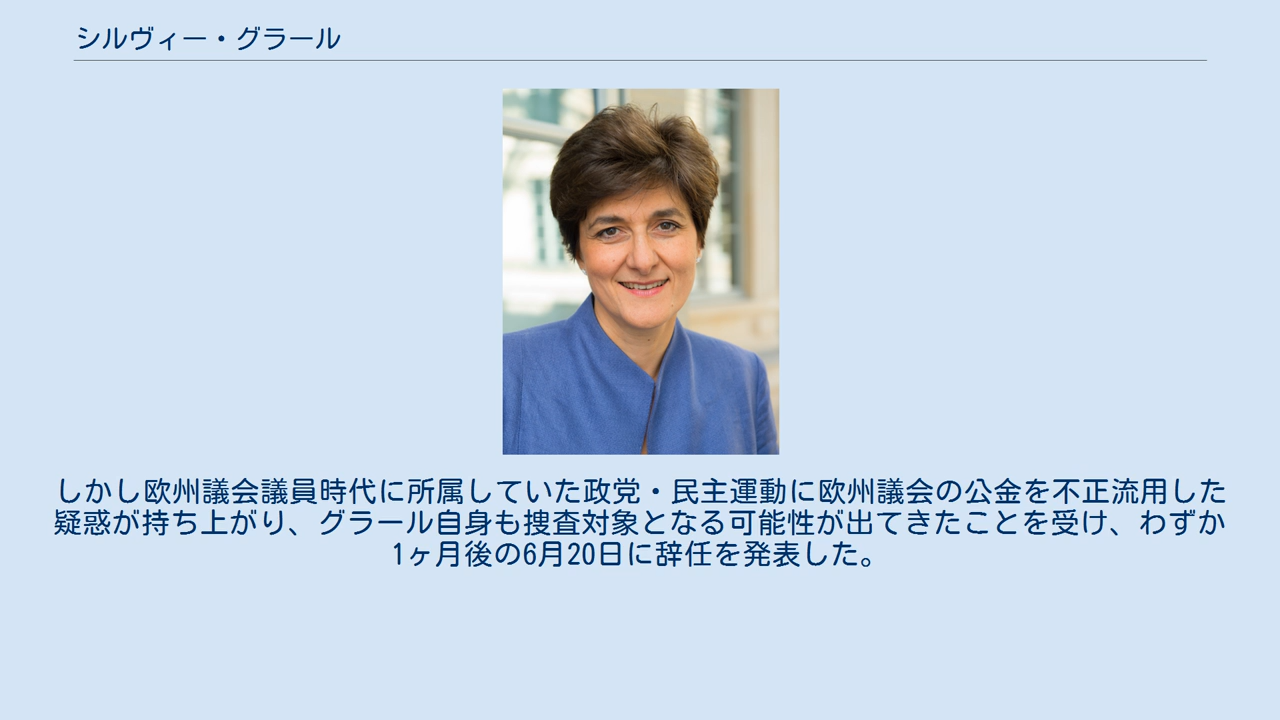 シルヴィー・グラール
しかし欧州議会議員時代に所属していた政党・民主運動に欧州議会の公金を不正流用した
疑惑が持ち上がり、グラール自身も捜査対象となる可能性が出てきたことを受け、わずか
1ヶ月後の6月20日に辞任を発表した。